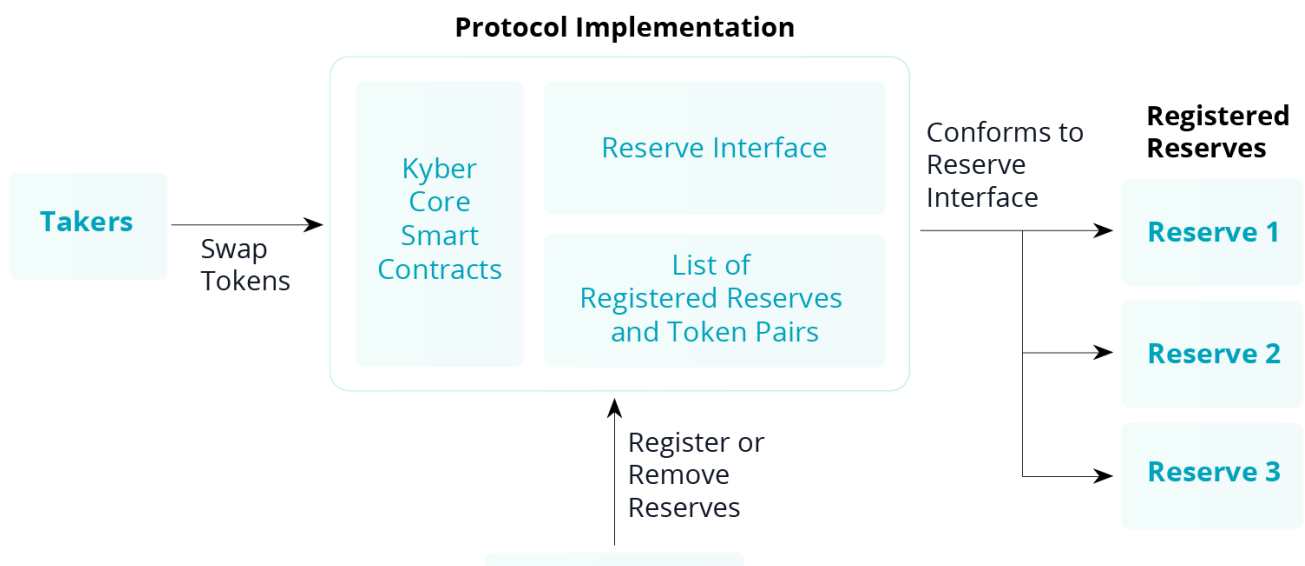 Protocol Implementation
Takers
Swap
Tokens
Kyber
Core
Smart
Contracts
Reserve Interface
List of
Registered Reserves
and Token Pairs
Register or
Remove
Reserves
Conforms to
Reserve
Interface
Registered
Reserves
Reserve 1
Reserve 2
Reserve 3